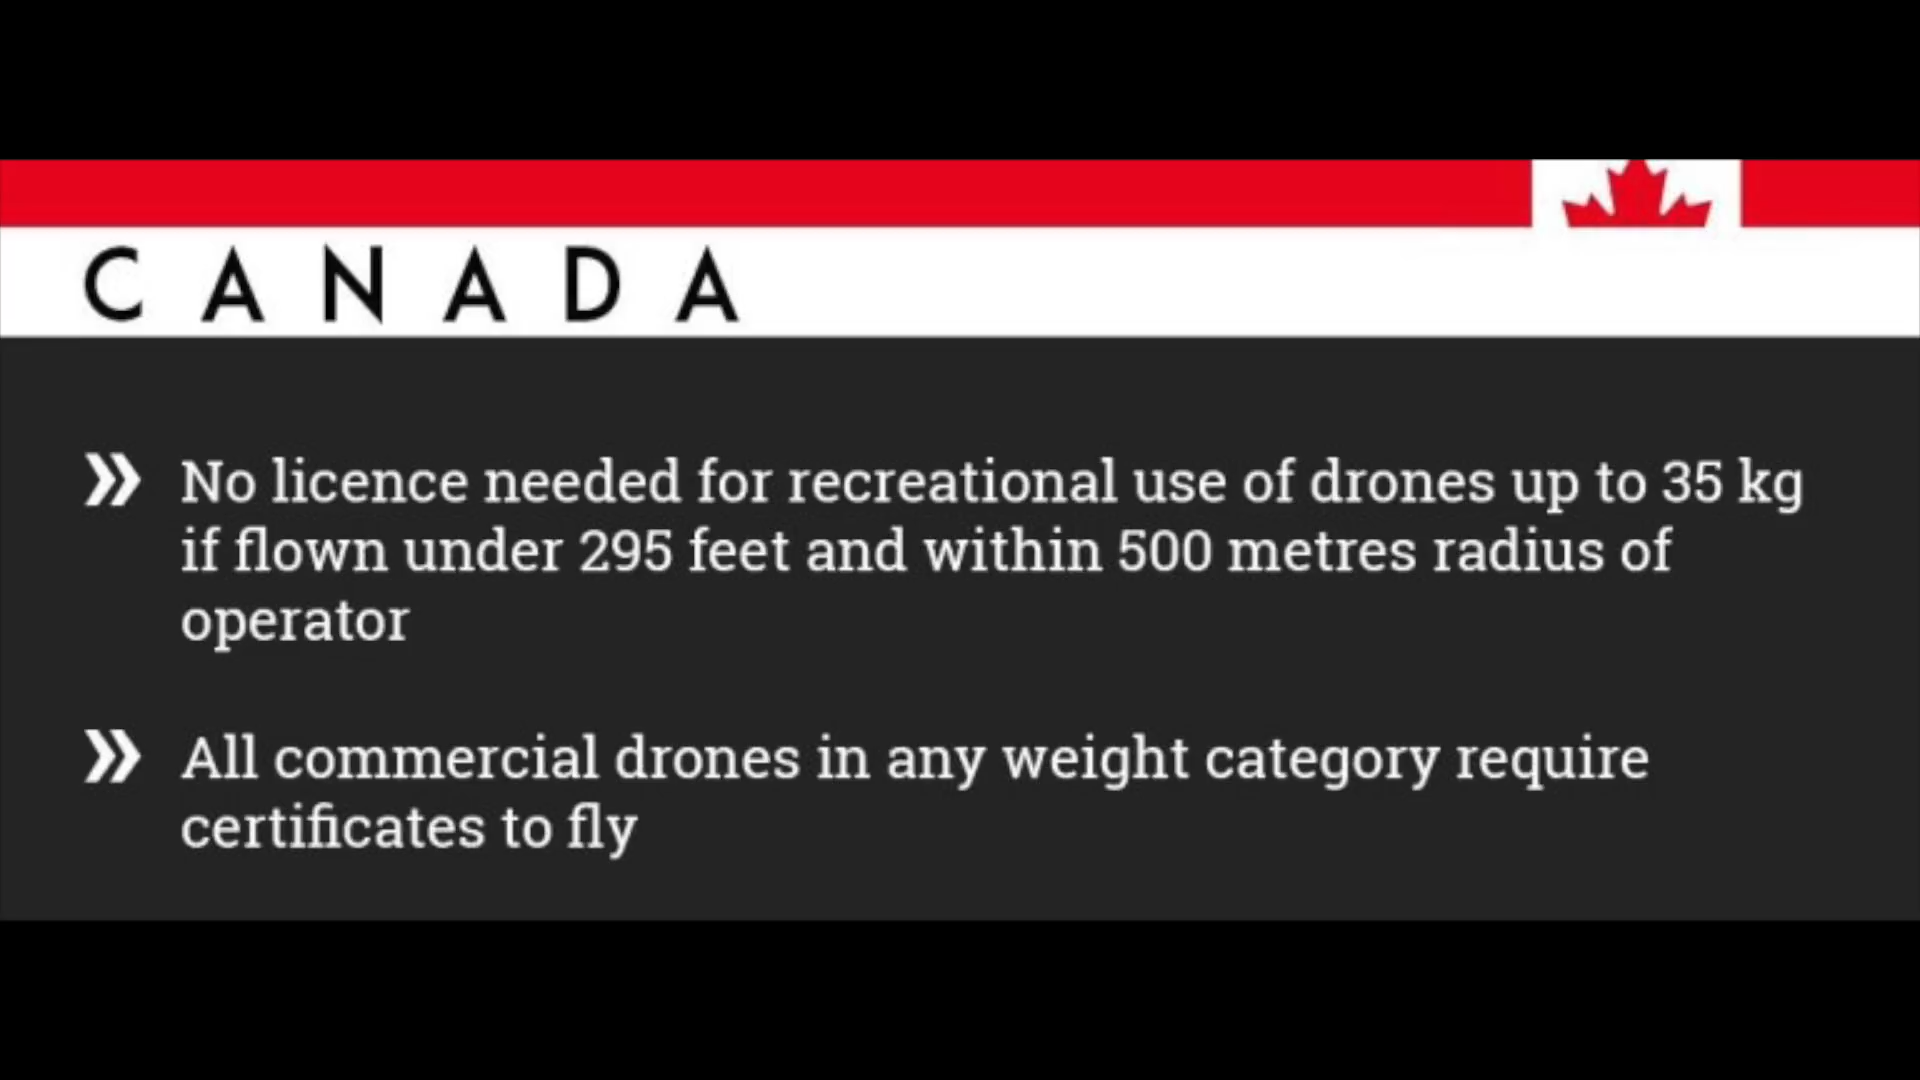 CANADA
» No licence needed for recreational use of drones up to 35 kg
if flown under 295 feet and within 500 metres radius of
operator
» All commercial drones in any weight category require
certificates to fly